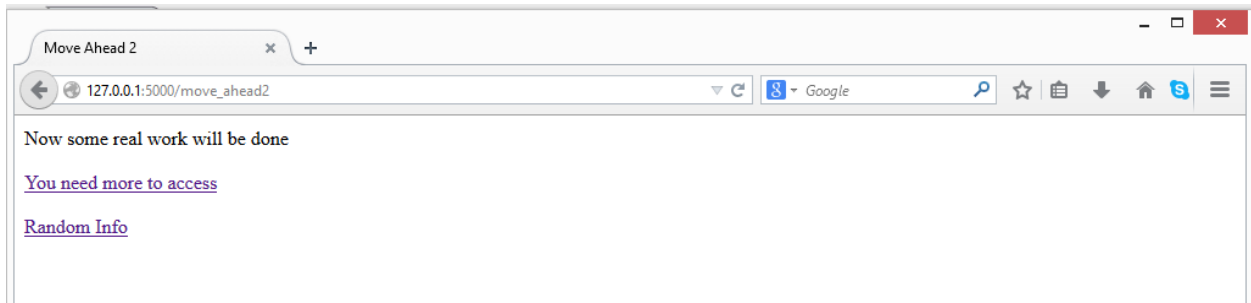 Move Ahead 2
127.0.0.1:5000/move_ahead2
Google
Now some real work will be done
You need more to access
Random Info